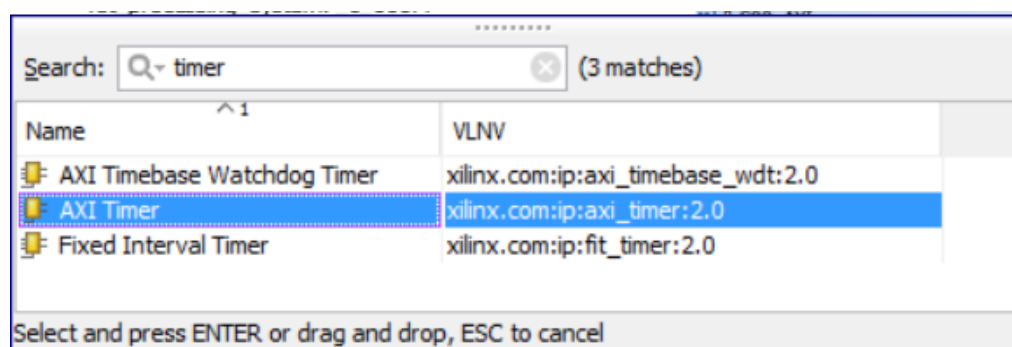 Search: timer (3 matches)
Name 1 VLNV
AXI Timebase Watchdog Timer xilinx.com:ip:axi_timebase_wdt:2.0
AXI Timer xilinx.com:ip:axi_timer:2.0
Fixed Interval Timer xilinx.com:ip:fit_timer:2.0
Select and press ENTER or drag and drop, ESC to cancel